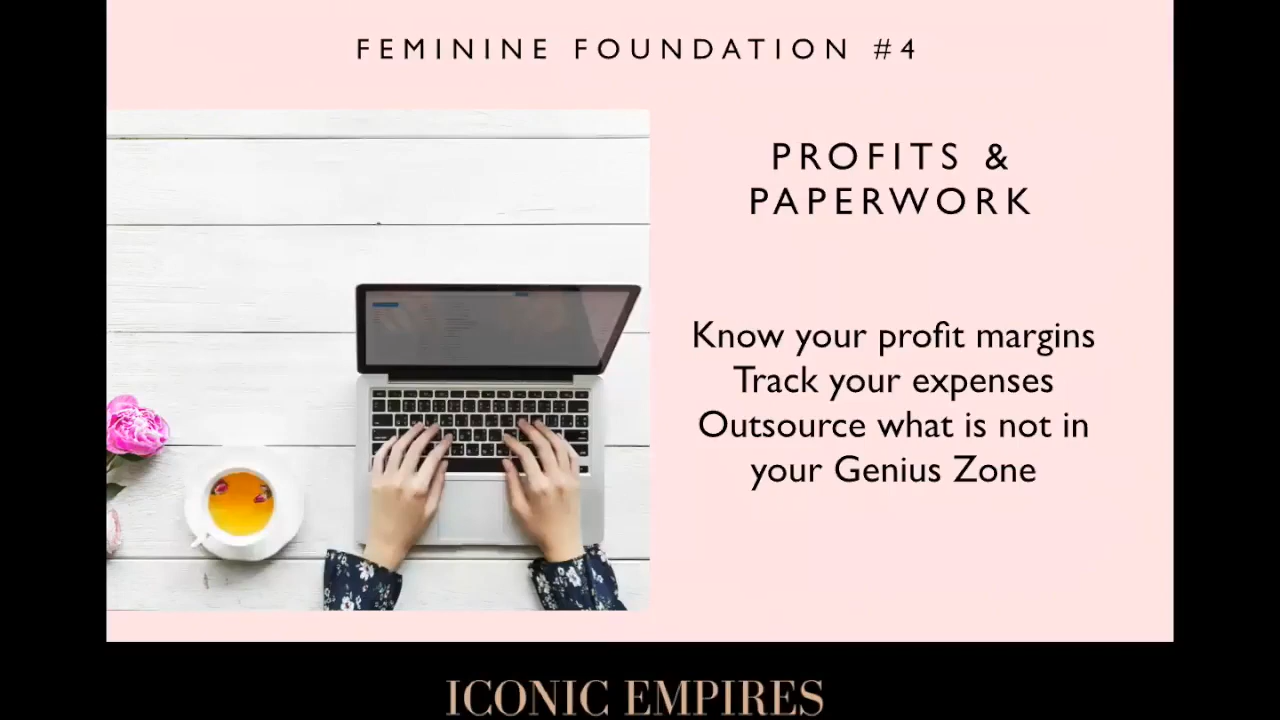 FEMININE FOUNDATION #4
PROFITS &
PAPERWORK
Know your profit margins
Track your expenses
Outsource what is not in
your Genius Zone
ICONIC EMPIRES